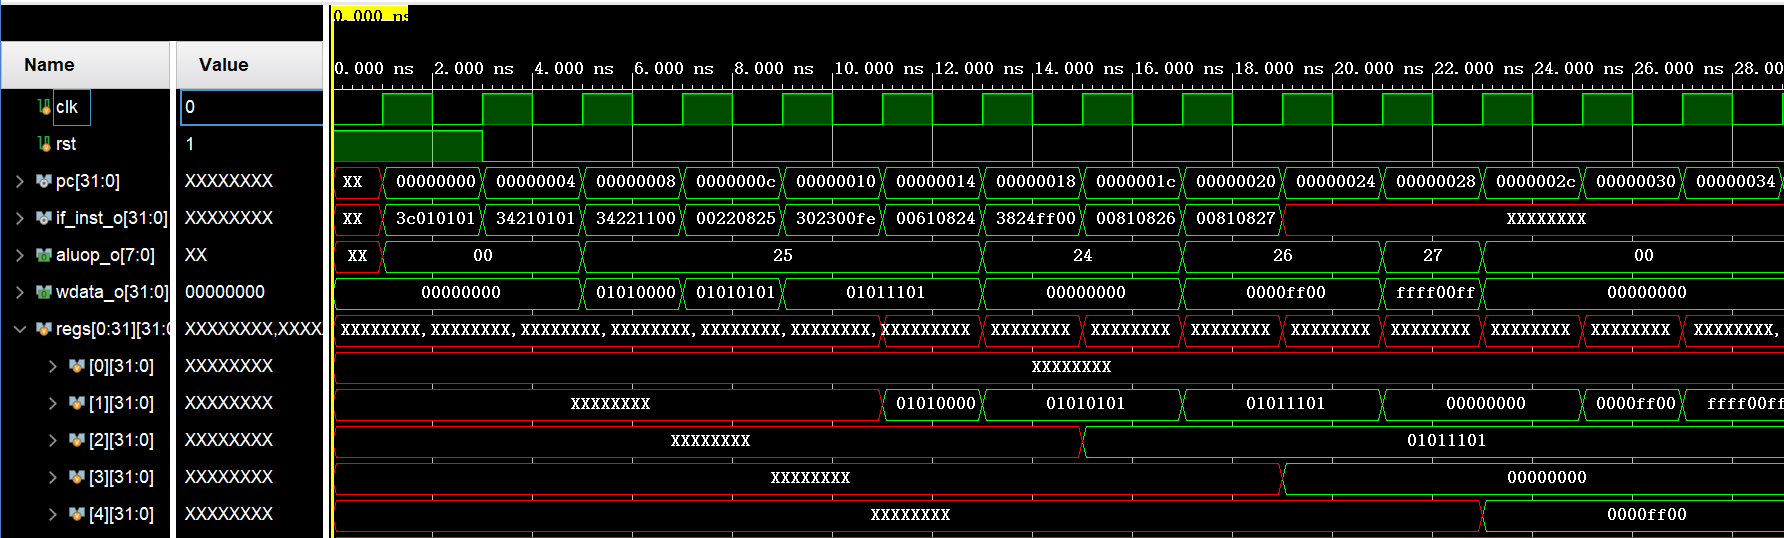 0.000 ns
Name Value 0.000 ns 2.000 ns 4.000 ns 6.000 ns 8.000 ns 10.000 ns 12.000 ns 14.000 ns 16.000 ns 18.000 ns 20.000 ns 22.000 ns 24.000 ns 26.000 ns 28.00
clk 0
rst 1
pc[31:0] XXXXXXXX XX 00000000 00000004 00000008 0000000c 00000010 00000014 00000018 0000001c 00000020 00000024 00000028 0000002c 00000030 00000034
if_inst_o[31:0] XXXXXXXX XX 3c010101 34210101 34221100 00220825 302300fe 00610824 3824ff00 00810826 00810827 XXXXXXXX
aluop_o[7:0] XX XX 00 25 24 26 27 00
wdata_o[31:0] 00000000 00000000 01010000 01010101 01011101 00000000 0000ff00 ffff00ff 00000000
regs[0:31][31:0 XXXXXXXX,XXXX XXXXXXXX,XXXXXXXX,XXXXXXXX,XXXXXXXX,XXXXXXXX,XXXXXXXX, XXXXXXXX XXXXXXXX XXXXXXXX XXXXXXXX XXXXXXXX XXXXXXXX XXXXXXXX XXXXXXXX XXXXXXXX,
[0][31:0] XXXXXXXX XXXXXXXX
[1][31:0] XXXXXXXX XXXXXXXX 01010000 01010101 01011101 00000000 0000ff00 ffff00ff
[2][31:0] XXXXXXXX XXXXXXXX 01011101
[3][31:0] XXXXXXXX XXXXXXXX 00000000
[4][31:0] XXXXXXXX XXXXXXXX 0000ff00